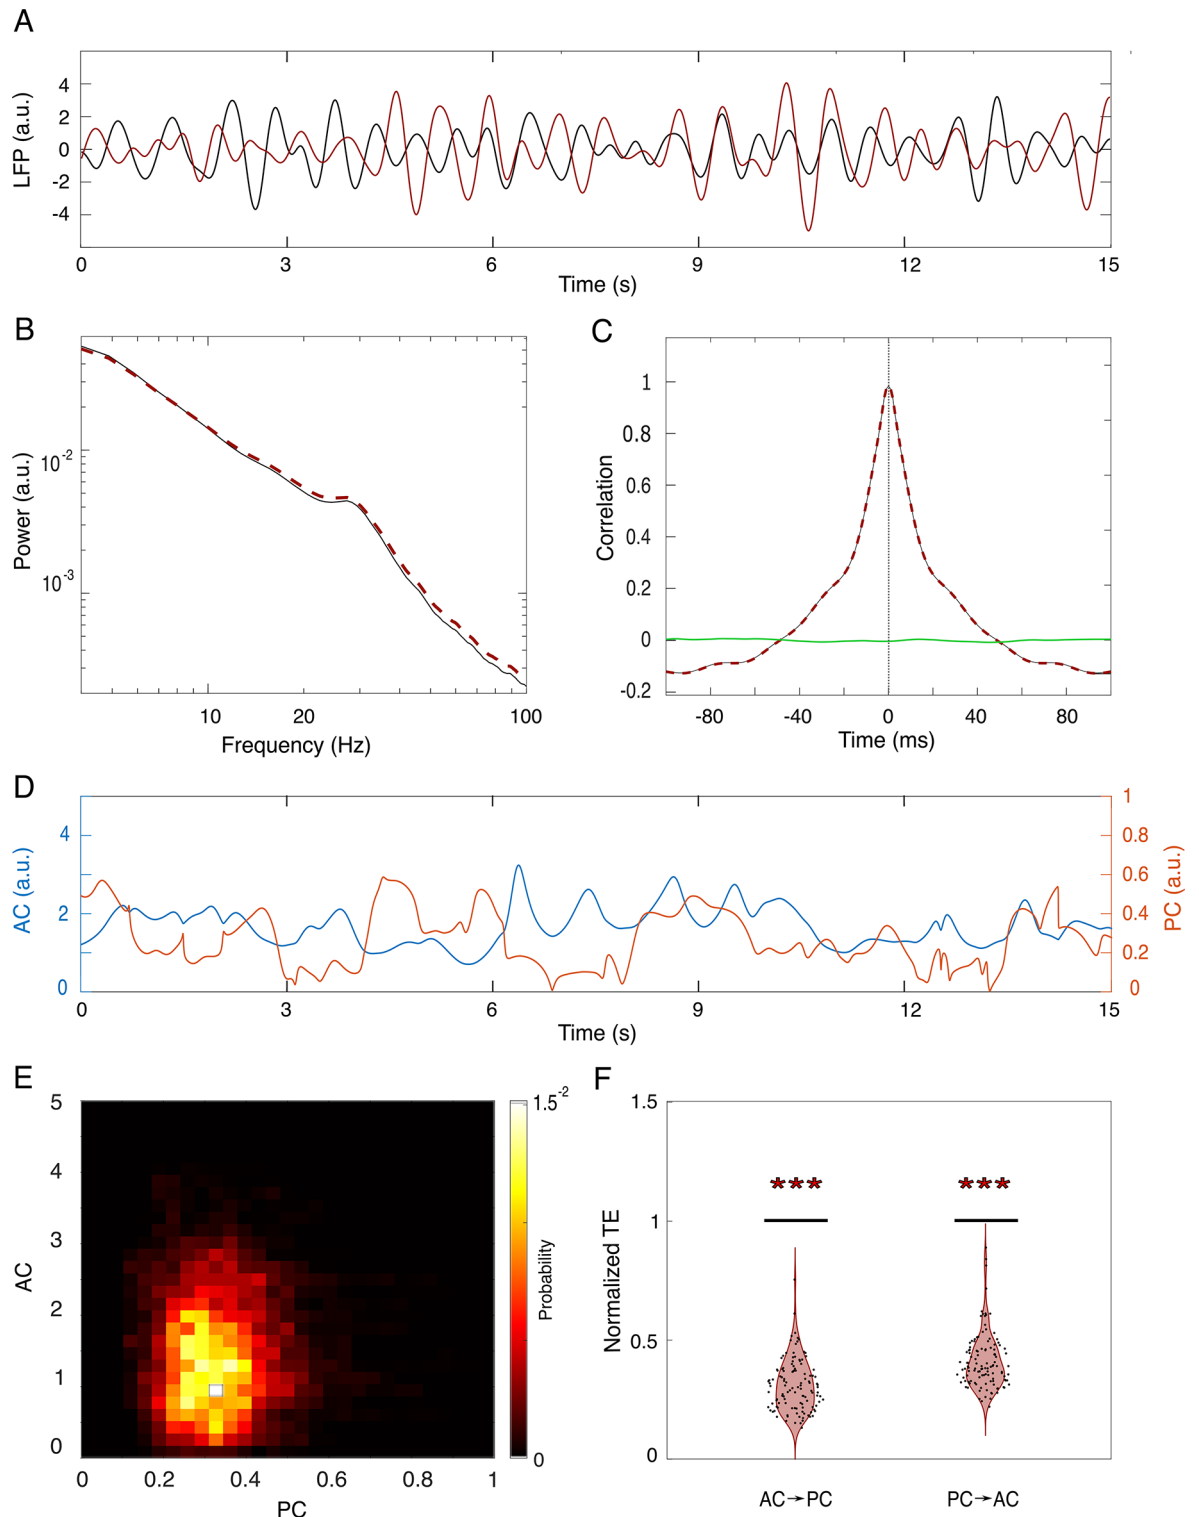 A
LFP (a.u.)
4
2
0
-2
-4
0 3 6 9 12 15
Time (s)
B
Power (a.u.)
10-2
10-3
10 20 100
Frequency (Hz)
C
Correlation
1
0.8
0.6
0.4
0.2
0
-0.2
-80 -40 0 40 80
Time (ms)
D
AC (a.u.)
4
2
0
PC (a.u.)
1
0.8
0.6
0.4
0.2
0
0 3 6 9 12 15
Time (s)
E
AC
5
4
3
2
1
0
0 0.2 0.4 0.6 0.8 1
PC
1.5-2
Probability
0
F
Normalized TE
1.5
1
0.5
0
*** ***
AC→PC PC→AC